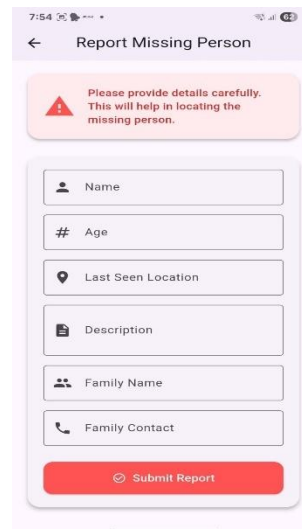 7:54
62
Report Missing Person
Please provide details carefully.
This will help in locating the
missing person.
Name
# Age
Last Seen Location
Description
Family Name
Family Contact
Submit Report